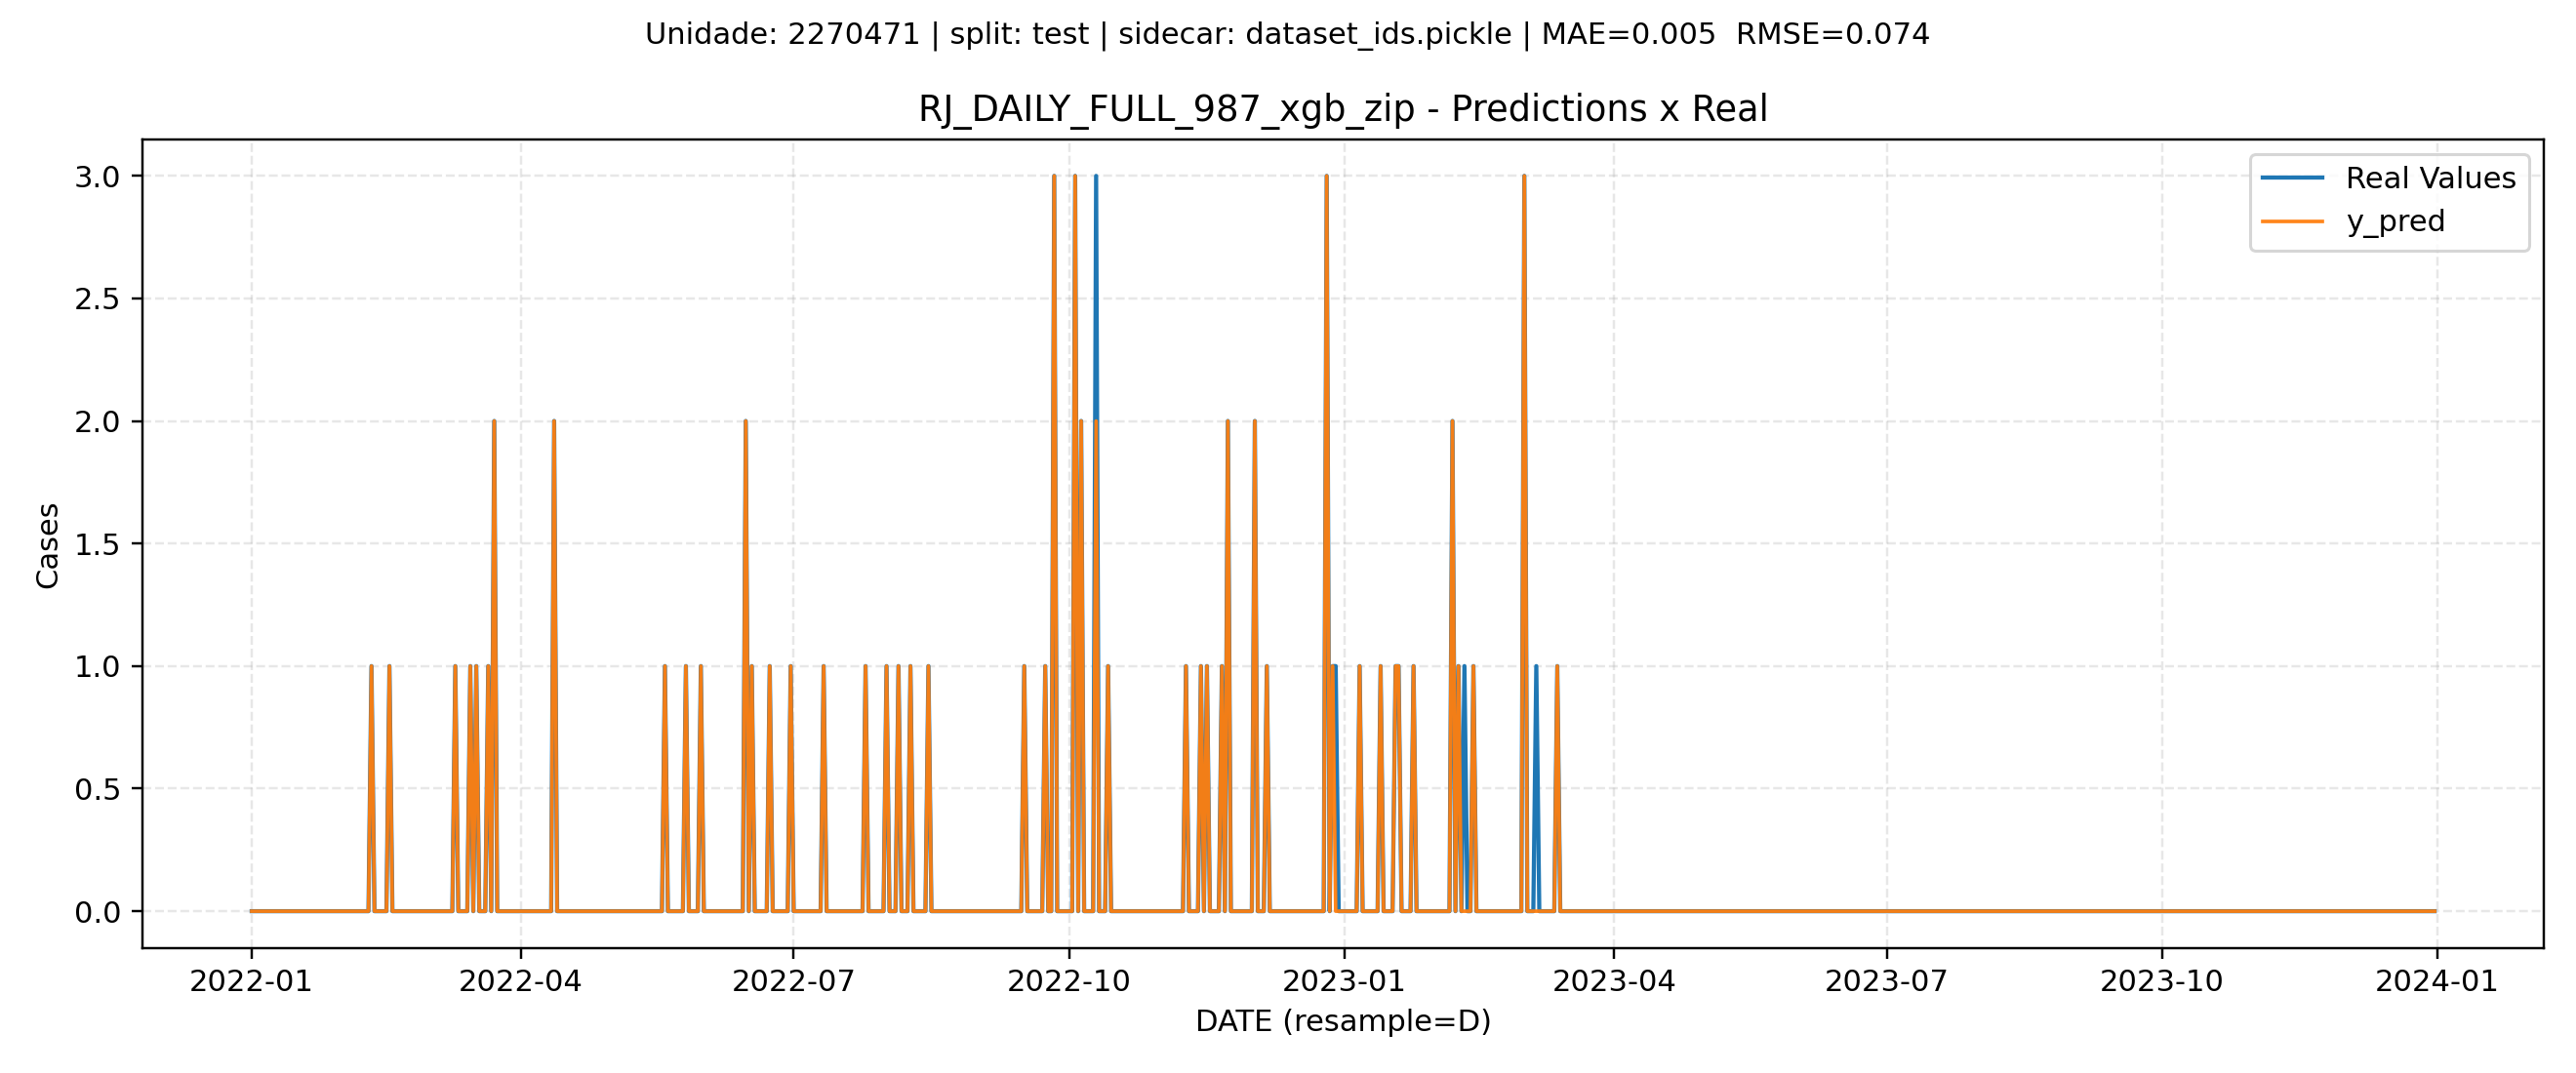 Unidade: 2270471 | split: test | sidecar: dataset_ids.pickle | MAE=0.005  RMSE=0.074
RJ_DAILY_FULL_987_xgb_zip - Predictions x Real
Real Values
y_pred
3.0
2.5
2.0
1.5
1.0
0.5
0.0
Cases
2022-01 2022-04 2022-07 2022-10 2023-01 2023-04 2023-07 2023-10 2024-01
DATE (resample=D)